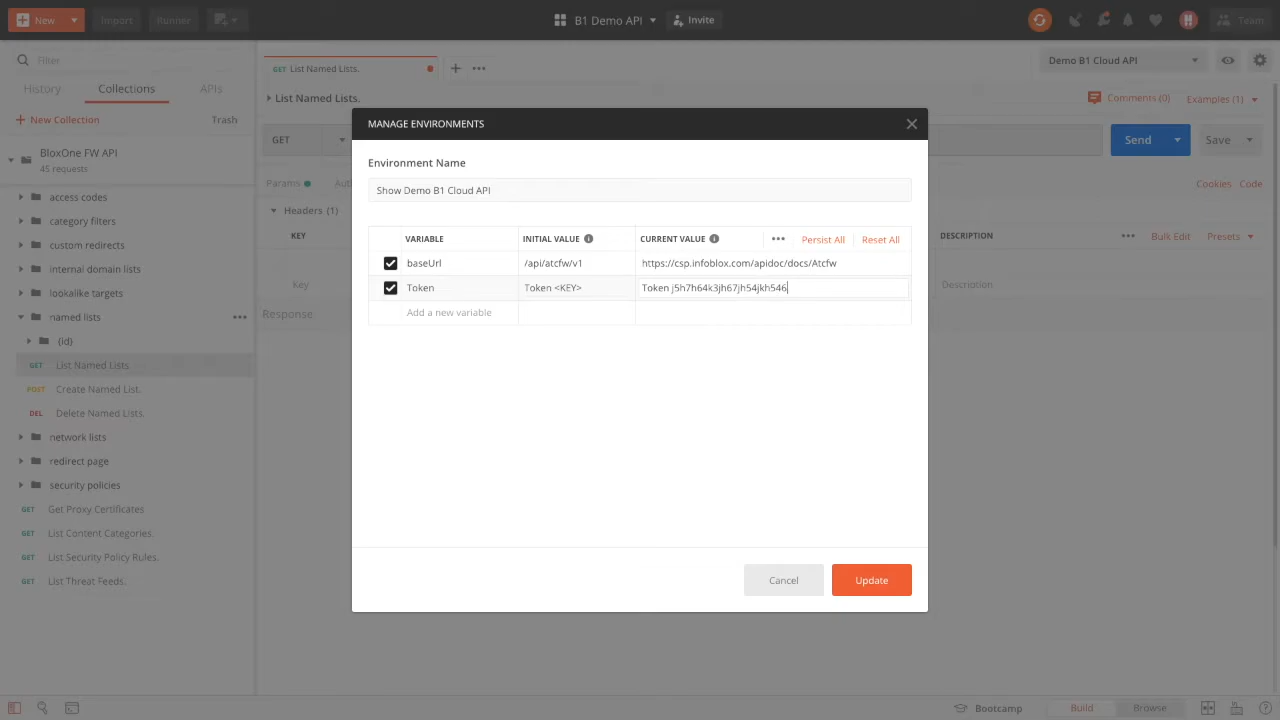 New
Import
Runner
B1 Demo API
Invite
Team
Filter
History
Collections
APIs
New Collection
Trash
BloxOne FW API
45 requests
access codes
category filters
custom redirects
internal domain lists
lookalike targets
named lists
{id}
GET List Named Lists.
POST Create Named List.
DEL Delete Named Lists.
network lists
redirect page
security policies
GET Get Proxy Certificates
GET List Content Categories.
GET List Security Policy Rules.
GET List Threat Feeds.
GET List Named Lists.
Demo B1 Cloud API
List Named Lists.
Comments (0)
Examples (1)
GET
Send
Save
Params
Cookies Code
Headers (1)
KEY
DESCRIPTION
Bulk Edit
Presets
Key
Description
Response
MANAGE ENVIRONMENTS
Environment Name
Show Demo B1 Cloud API
VARIABLE INITIAL VALUE CURRENT VALUE Persist All Reset All
baseUrl /api/atcfw/v1 https://csp.infoblox.com/apidoc/docs/Atcfw
Token Token <KEY> Token j5h7h64k3jh67jh54jkh546
Add a new variable
Cancel
Update
Bootcamp
Build
Browse